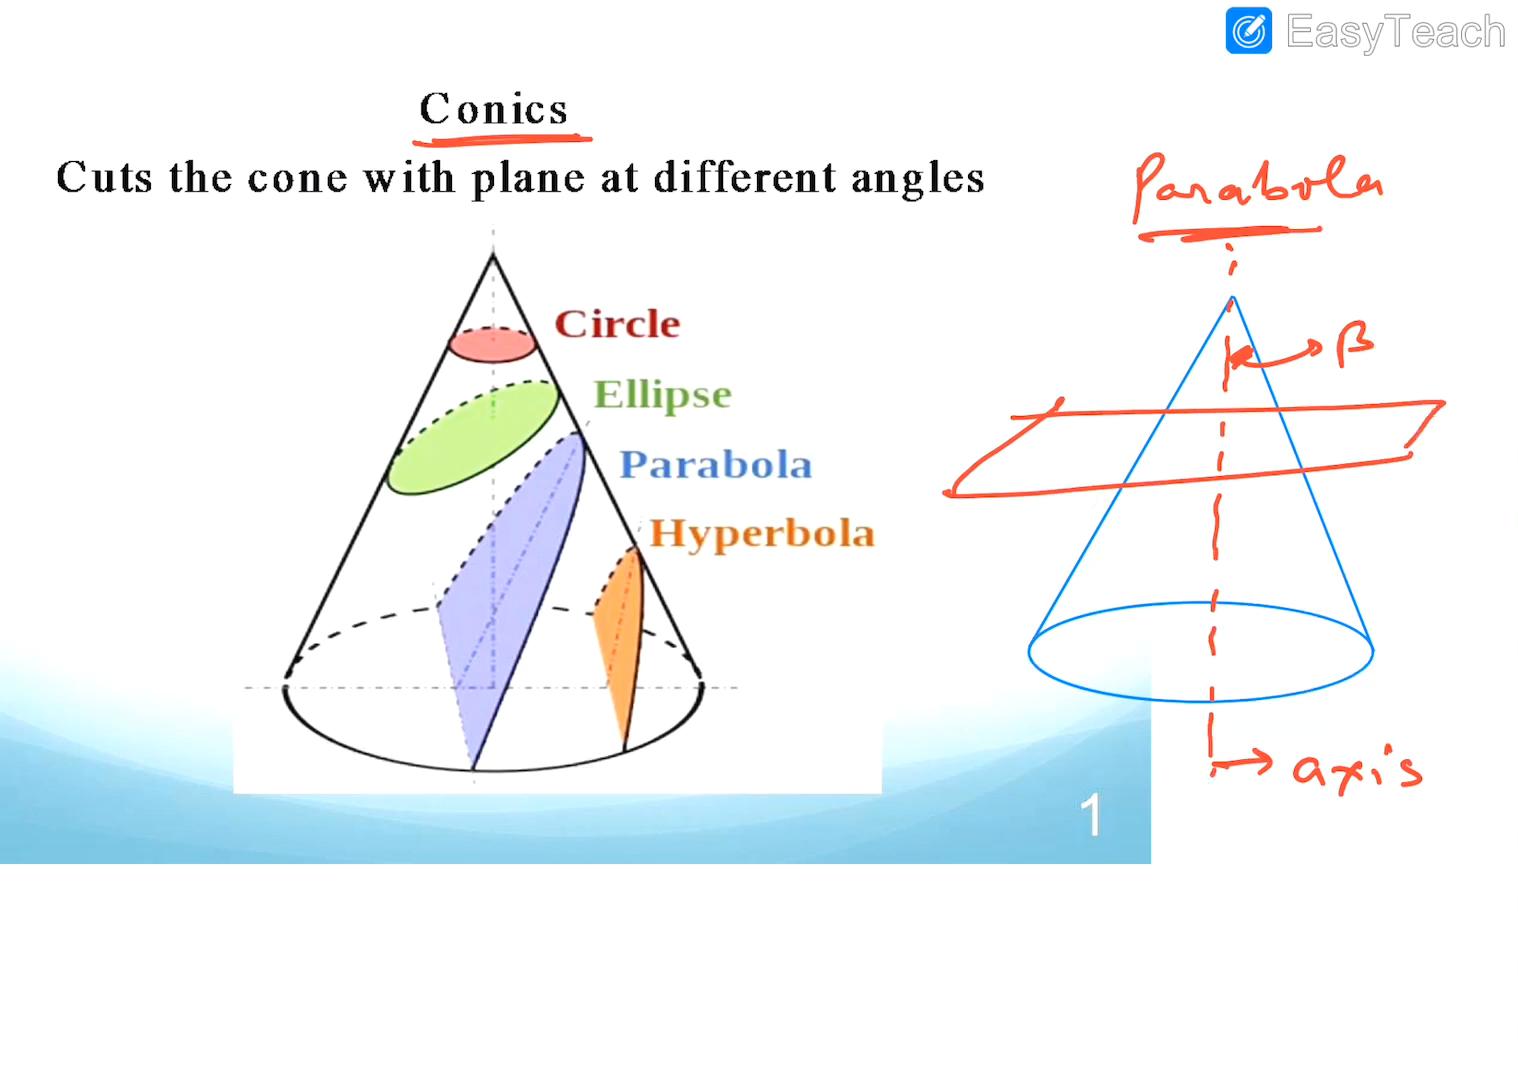 EasyTeach
Conics
Cuts the cone with plane at different angles
Parabola
Circle
Ellipse
Parabola
Hyperbola
β
axis
1